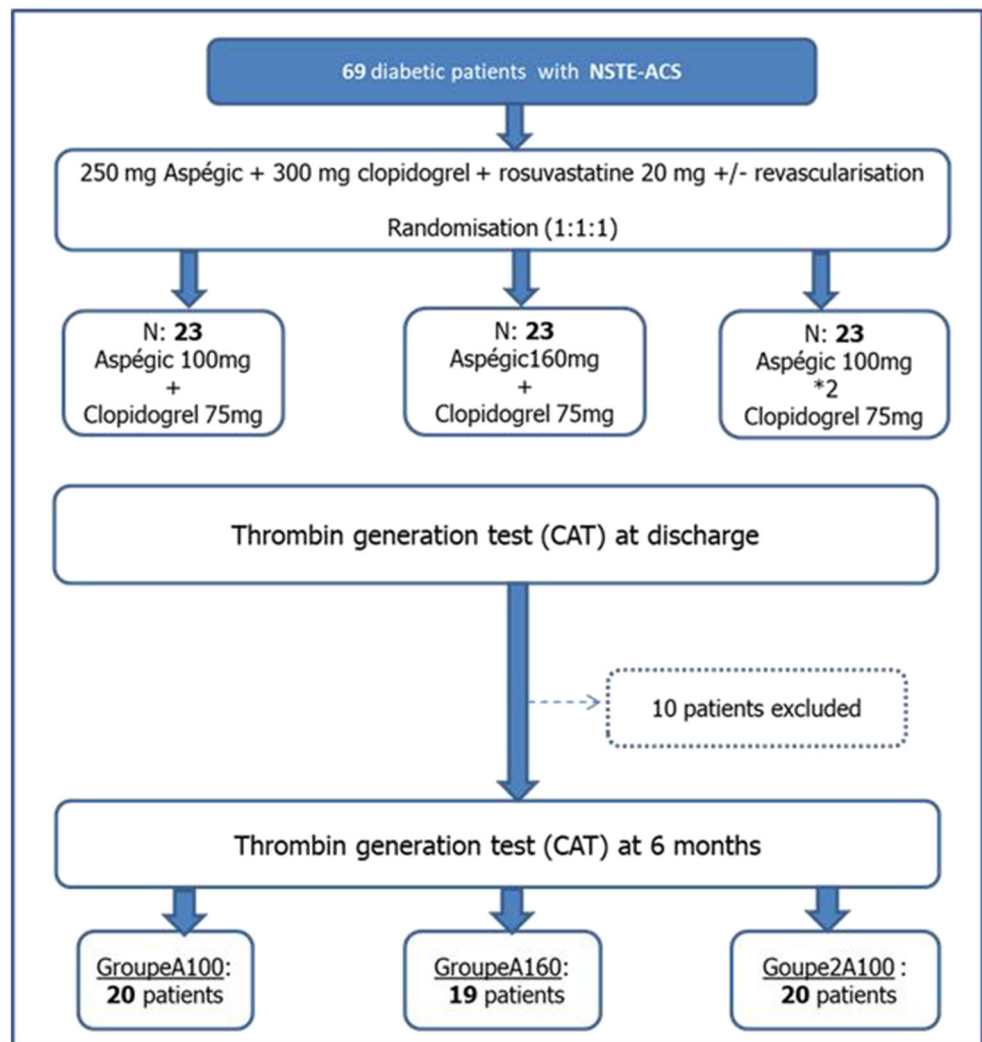 69 diabetic patients with NSTE-ACS
250 mg Aspégic + 300 mg clopidogrel + rosuvastatine 20 mg +/- revascularisation
Randomisation (1:1:1)
N: 23
Aspégic 100mg
+
Clopidogrel 75mg
N: 23
Aspégic160mg
+
Clopidogrel 75mg
N: 23
Aspégic 100mg
*2
Clopidogrel 75mg
Thrombin generation test (CAT) at discharge
10 patients excluded
Thrombin generation test (CAT) at 6 months
GroupeA100:
20 patients
GroupeA160:
19 patients
Goupe2A100 :
20 patients